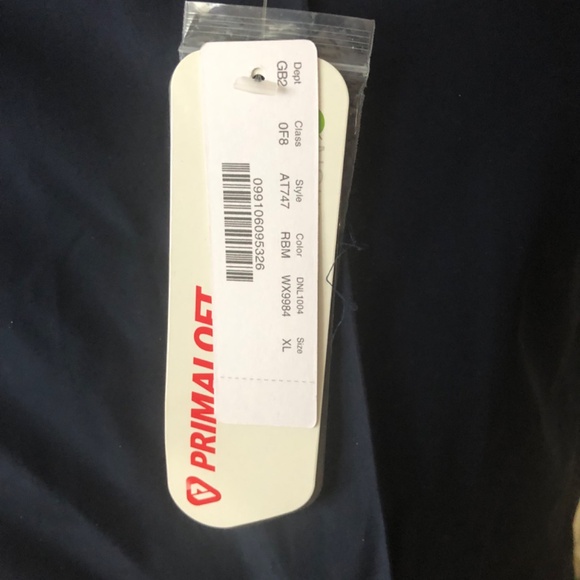 Dept Class Style Color DNL1004 Size
GB2 0F8 AT747 RBM WX9984 XL
099106095326
PRIMALOFT